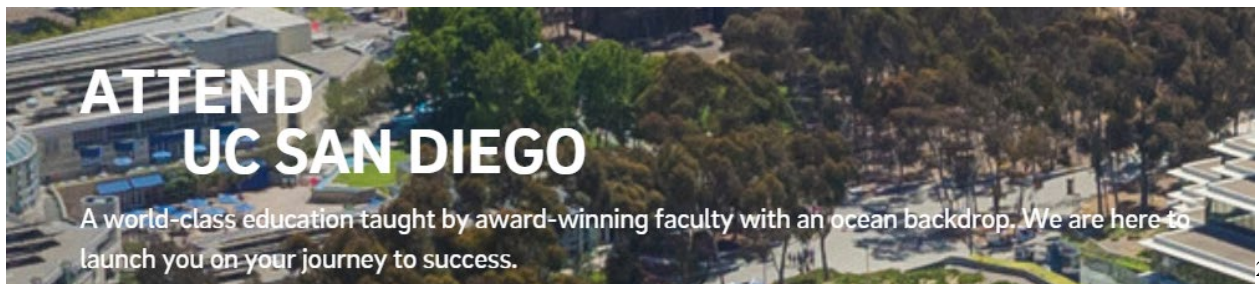 ATTEND
UC SAN DIEGO
A world-class education taught by award-winning faculty with an ocean backdrop. We are here to
launch you on your journey to success.